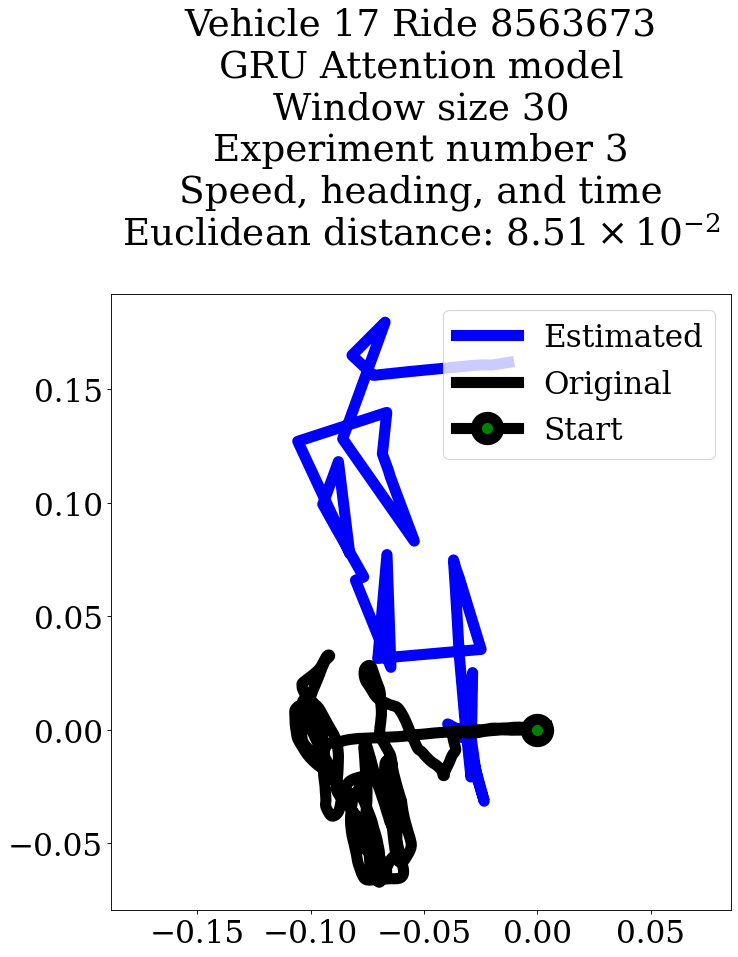 Vehicle 17 Ride 8563673
GRU Attention model
Window size 30
Experiment number 3
Speed, heading, and time
Euclidean distance: 8.51 × 10⁻²
Estimated
Original
Start
0.15
0.10
0.05
0.00
−0.05
−0.15 −0.10 −0.05 0.00 0.05